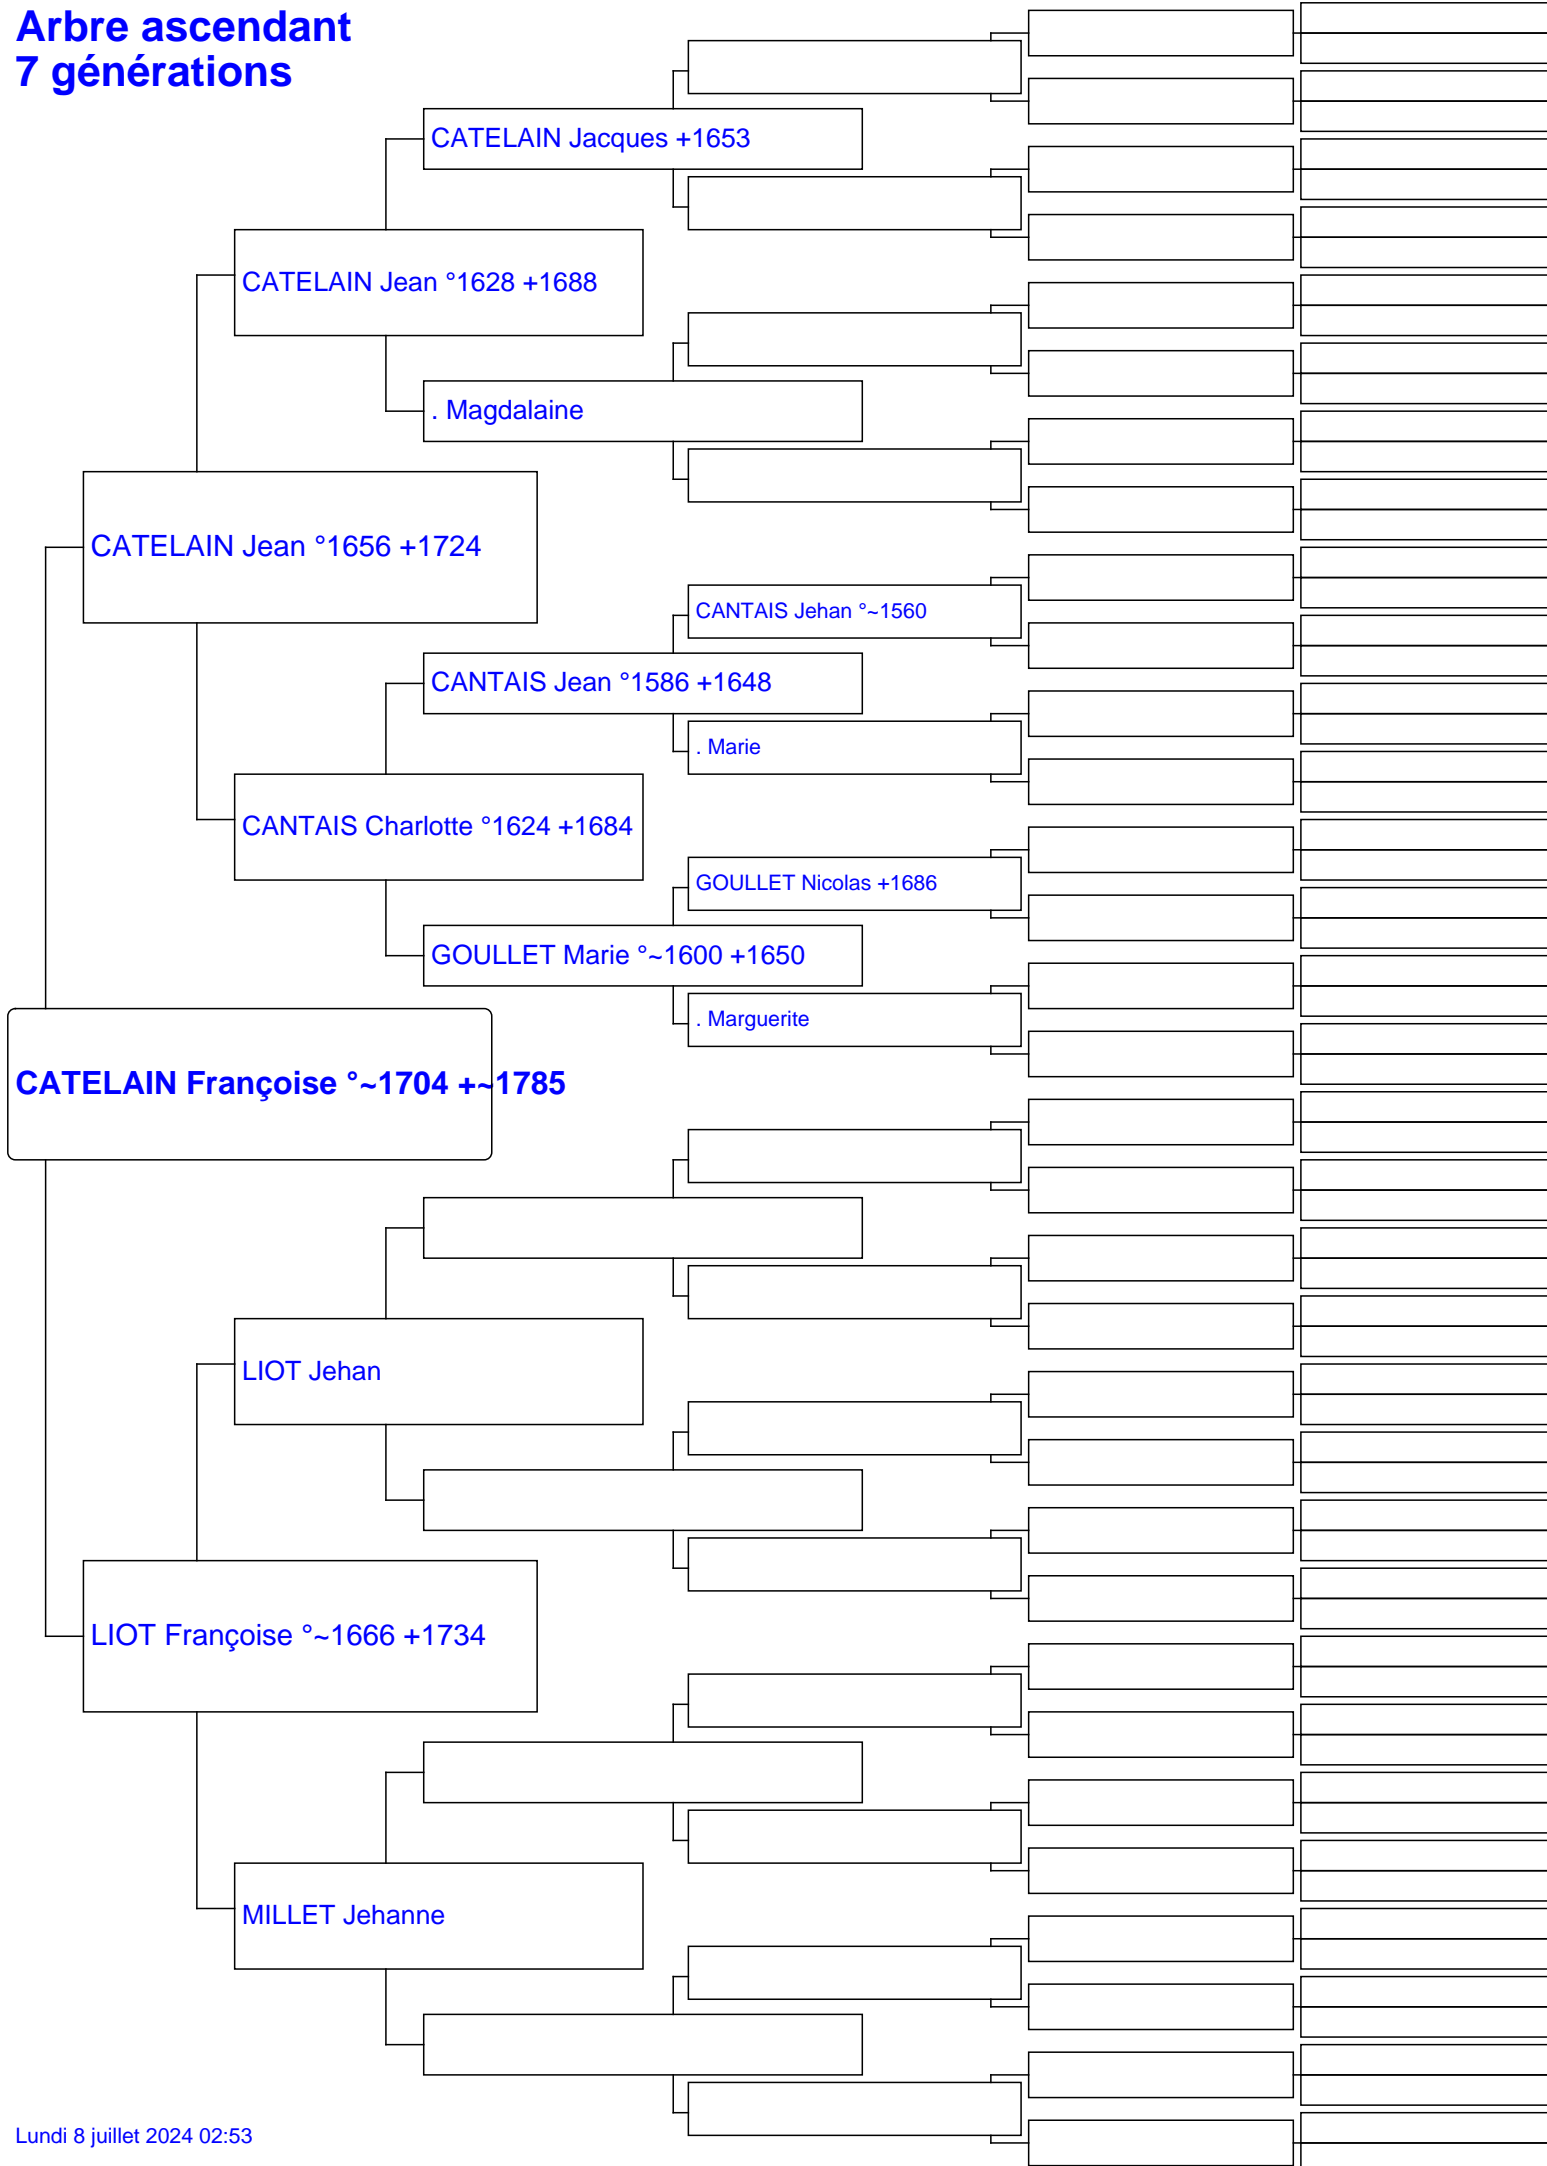 Arbre ascendant
7 générations
CATELAIN Jacques +1653
CATELAIN Jean °1628 +1688
. Magdalaine
CATELAIN Jean °1656 +1724
CANTAIS Jehan °~1560
CANTAIS Jean °1586 +1648
. Marie
CANTAIS Charlotte °1624 +1684
GOULLET Nicolas +1686
GOULLET Marie °~1600 +1650
. Marguerite
CATELAIN Françoise °~1704 +~1785
LIOT Jehan
LIOT Françoise °~1666 +1734
MILLET Jehanne
Lundi 8 juillet 2024 02:53